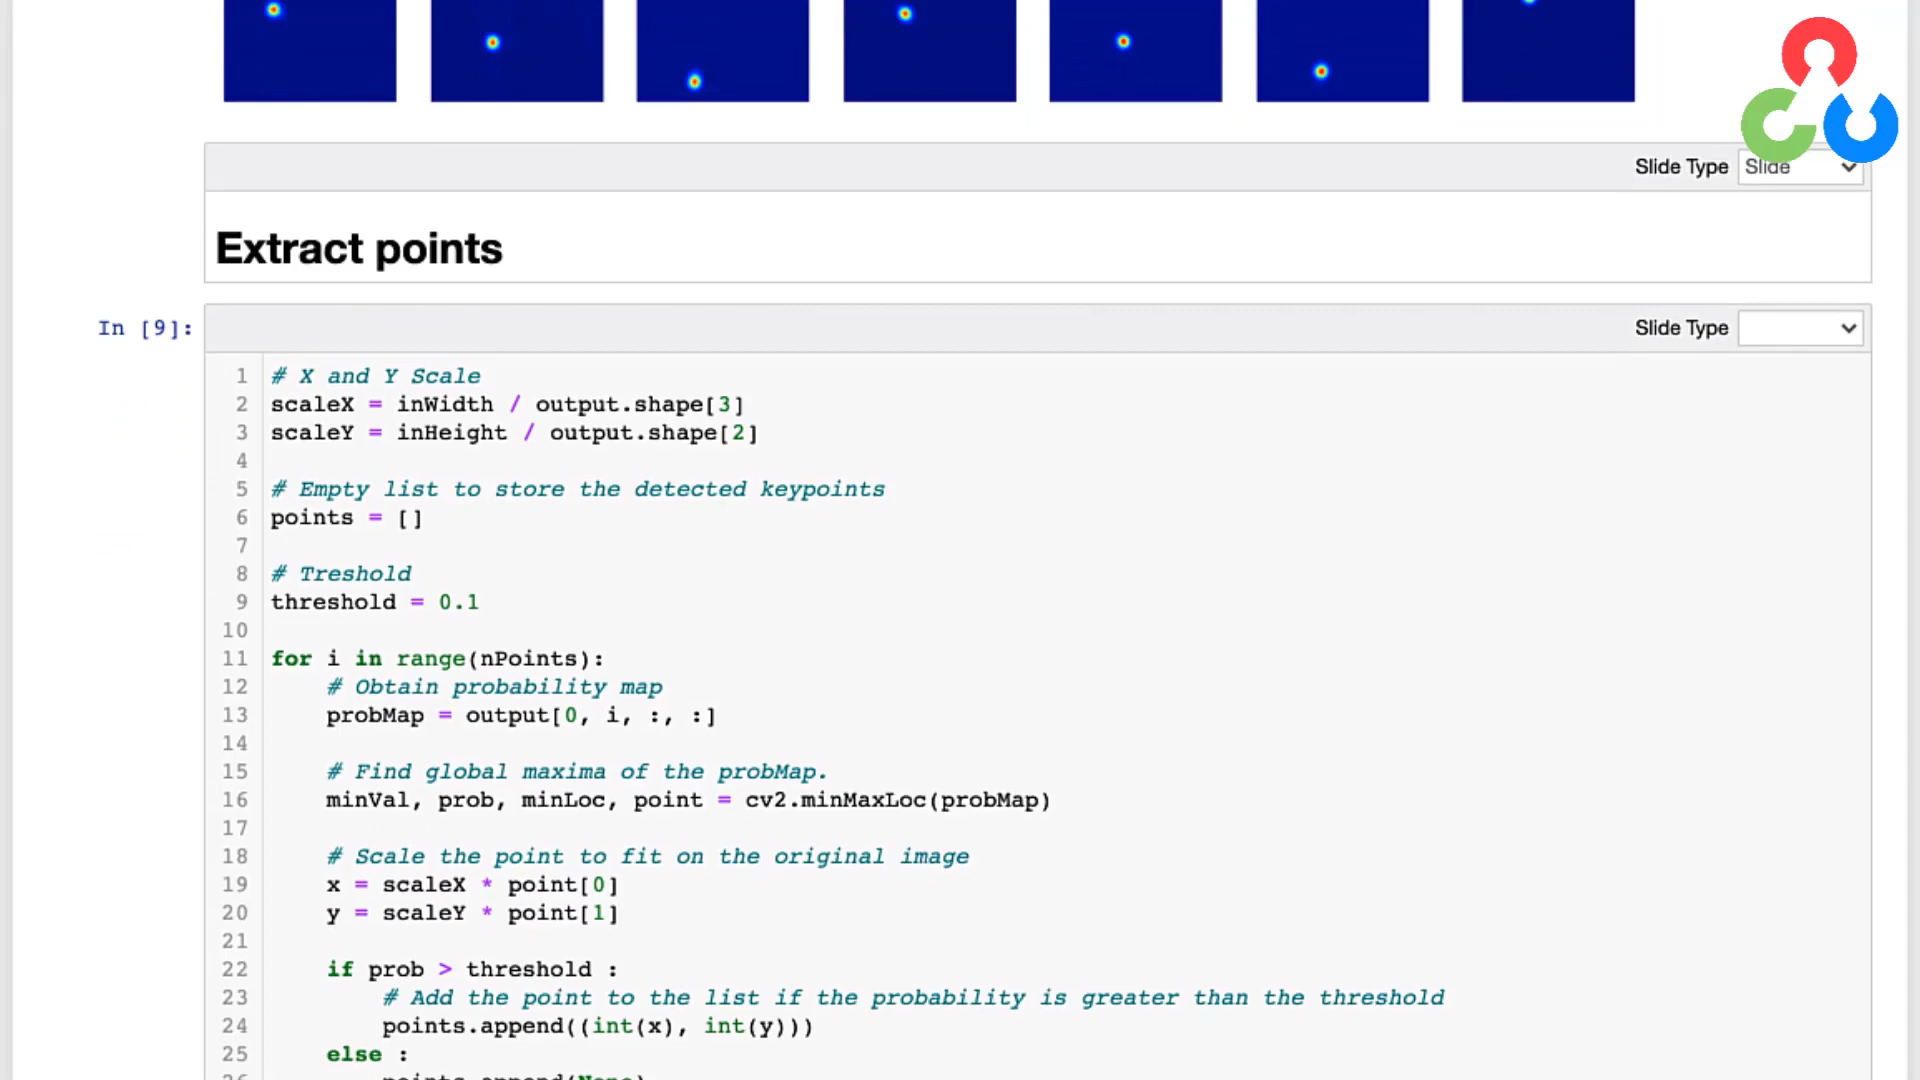 Slide Type Slide
Extract points
In [9]:
Slide Type
1 # X and Y Scale
2 scaleX = inWidth / output.shape[3]
3 scaleY = inHeight / output.shape[2]
4
5 # Empty list to store the detected keypoints
6 points = []
7
8 # Treshold
9 threshold = 0.1
10
11 for i in range(nPoints):
12 # Obtain probability map
13 probMap = output[0, i, :, :]
14
15 # Find global maxima of the probMap.
16 minVal, prob, minLoc, point = cv2.minMaxLoc(probMap)
17
18 # Scale the point to fit on the original image
19 x = scaleX * point[0]
20 y = scaleY * point[1]
21
22 if prob > threshold :
23 # Add the point to the list if the probability is greater than the threshold
24 points.append((int(x), int(y)))
25 else :
26 points.append(None)